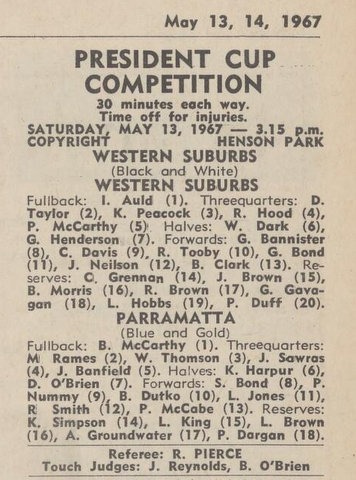 May 13, 14, 1967
PRESIDENT CUP
COMPETITION
30 minutes each way.
Time off for injuries.
SATURDAY, MAY 13, 1967 — 3.15 p.m.
COPYRIGHT HENSON PARK
WESTERN SUBURBS
(Black and White)
WESTERN SUBURBS
Fullback: I. Auld (1). Threequarters: D.
Taylor (2), K. Peacock (3), R. Hood (4),
P. McCarthy (5) Halves: W. Dark (6),
G. Henderson (7). Forwards: G. Bannister
(8), C. Davis (9), R. Tooby (10), G. Bond
(11), J. Neilson (12), B. Clark (13). Re-
serves: C. Grennan (14), J. Brown (15),
B. Morris (16), R. Brown (17), G. Gava-
gan (18), L. Hobbs (19), P. Duff (20).
PARRAMATTA
(Blue and Gold)
Fullback: B. McCarthy (1). Threequarters:
M Rames (2), W. Thomson (3), J. Sawras
(4), J. Banfield (5). Halves: K. Harpur (6),
D. O'Brien (7). Forwards: S. Bond (8), P.
Nummy (9), B. Dutko (10), L. Jones (11),
R Smith (12), P. McCabe (13). Reserves:
K. Simpson (14), L. King (15), L. Brown
(16), A. Groundwater (17), P. Dargan (18).
Referee: R. PIERCE
Touch Judges: J. Reynolds, B. O'Brien